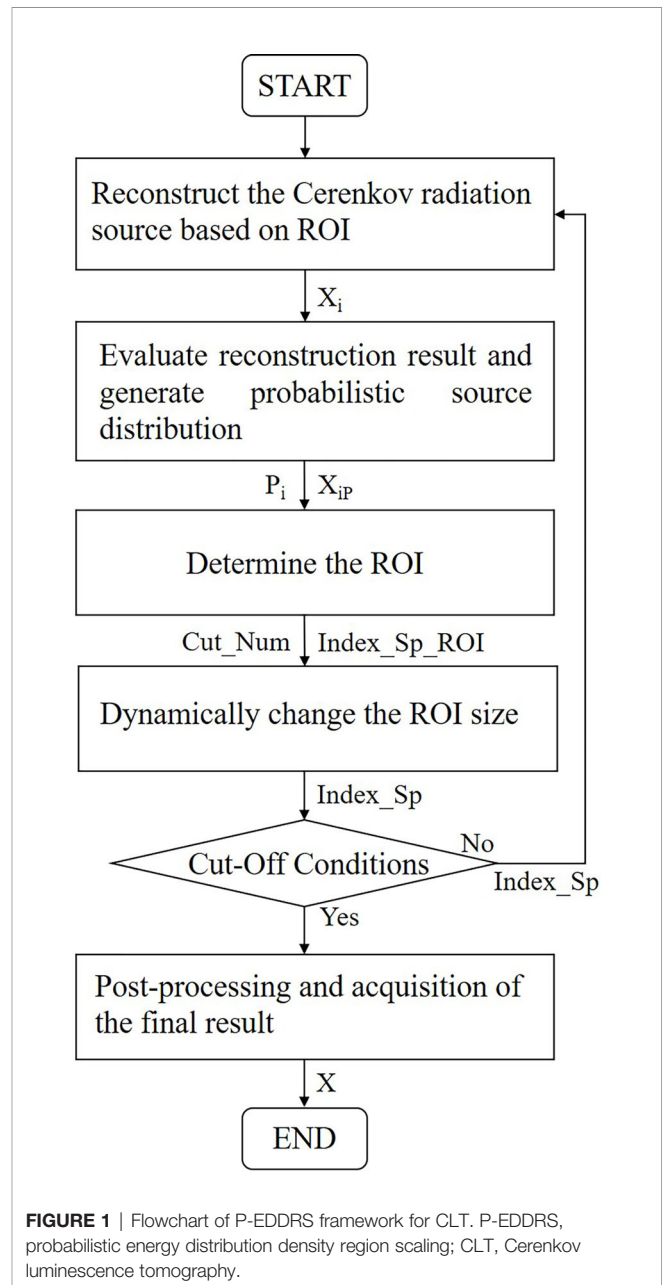 START
Reconstruct the Cerenkov radiation
source based on ROI
Xi
Evaluate reconstruction result and
generate probabilistic source
distribution
Pi XiP
Determine the ROI
Cut_Num Index_Sp_ROI
Dynamically change the ROI size
Index_Sp
Cut-Off Conditions
No
Index_Sp
Yes
Post-processing and acquisition of
the final result
X
END
FIGURE 1 | Flowchart of P-EDDRS framework for CLT. P-EDDRS,
probabilistic energy distribution density region scaling; CLT, Cerenkov
luminescence tomography.